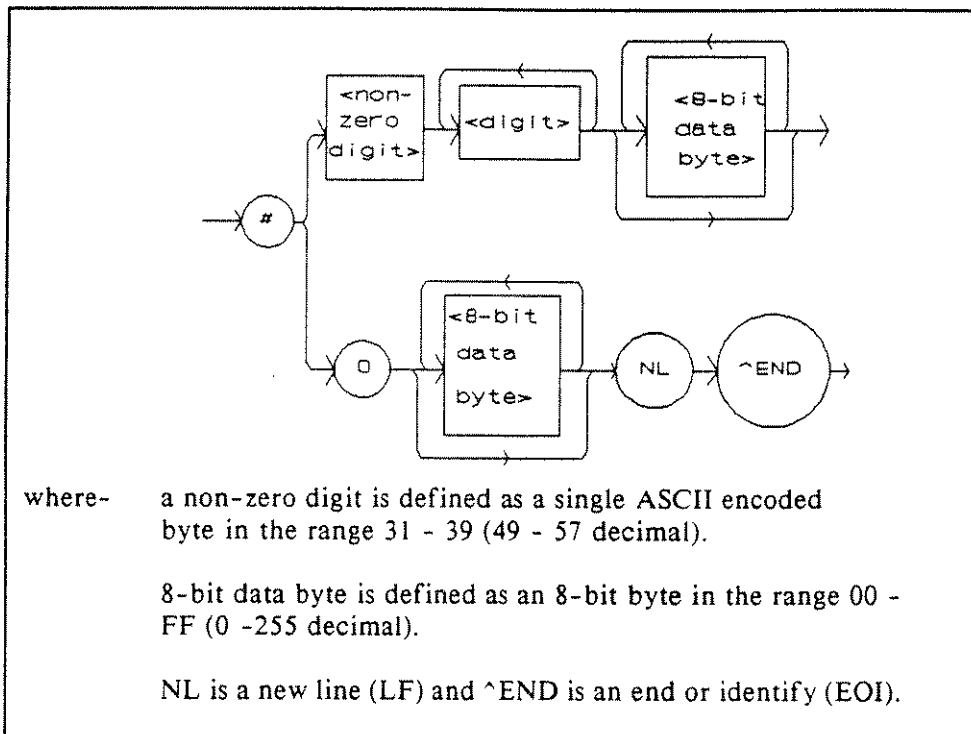 <non-
zero
digit>
<digit>
<8-bit
data
byte>
#
0
<8-bit
data
byte>
NL
^END
where- a non-zero digit is defined as a single ASCII encoded
byte in the range 31 - 39 (49 - 57 decimal).
8-bit data byte is defined as an 8-bit byte in the range 00 -
FF (0 -255 decimal).
NL is a new line (LF) and ^END is an end or identify (EOI).